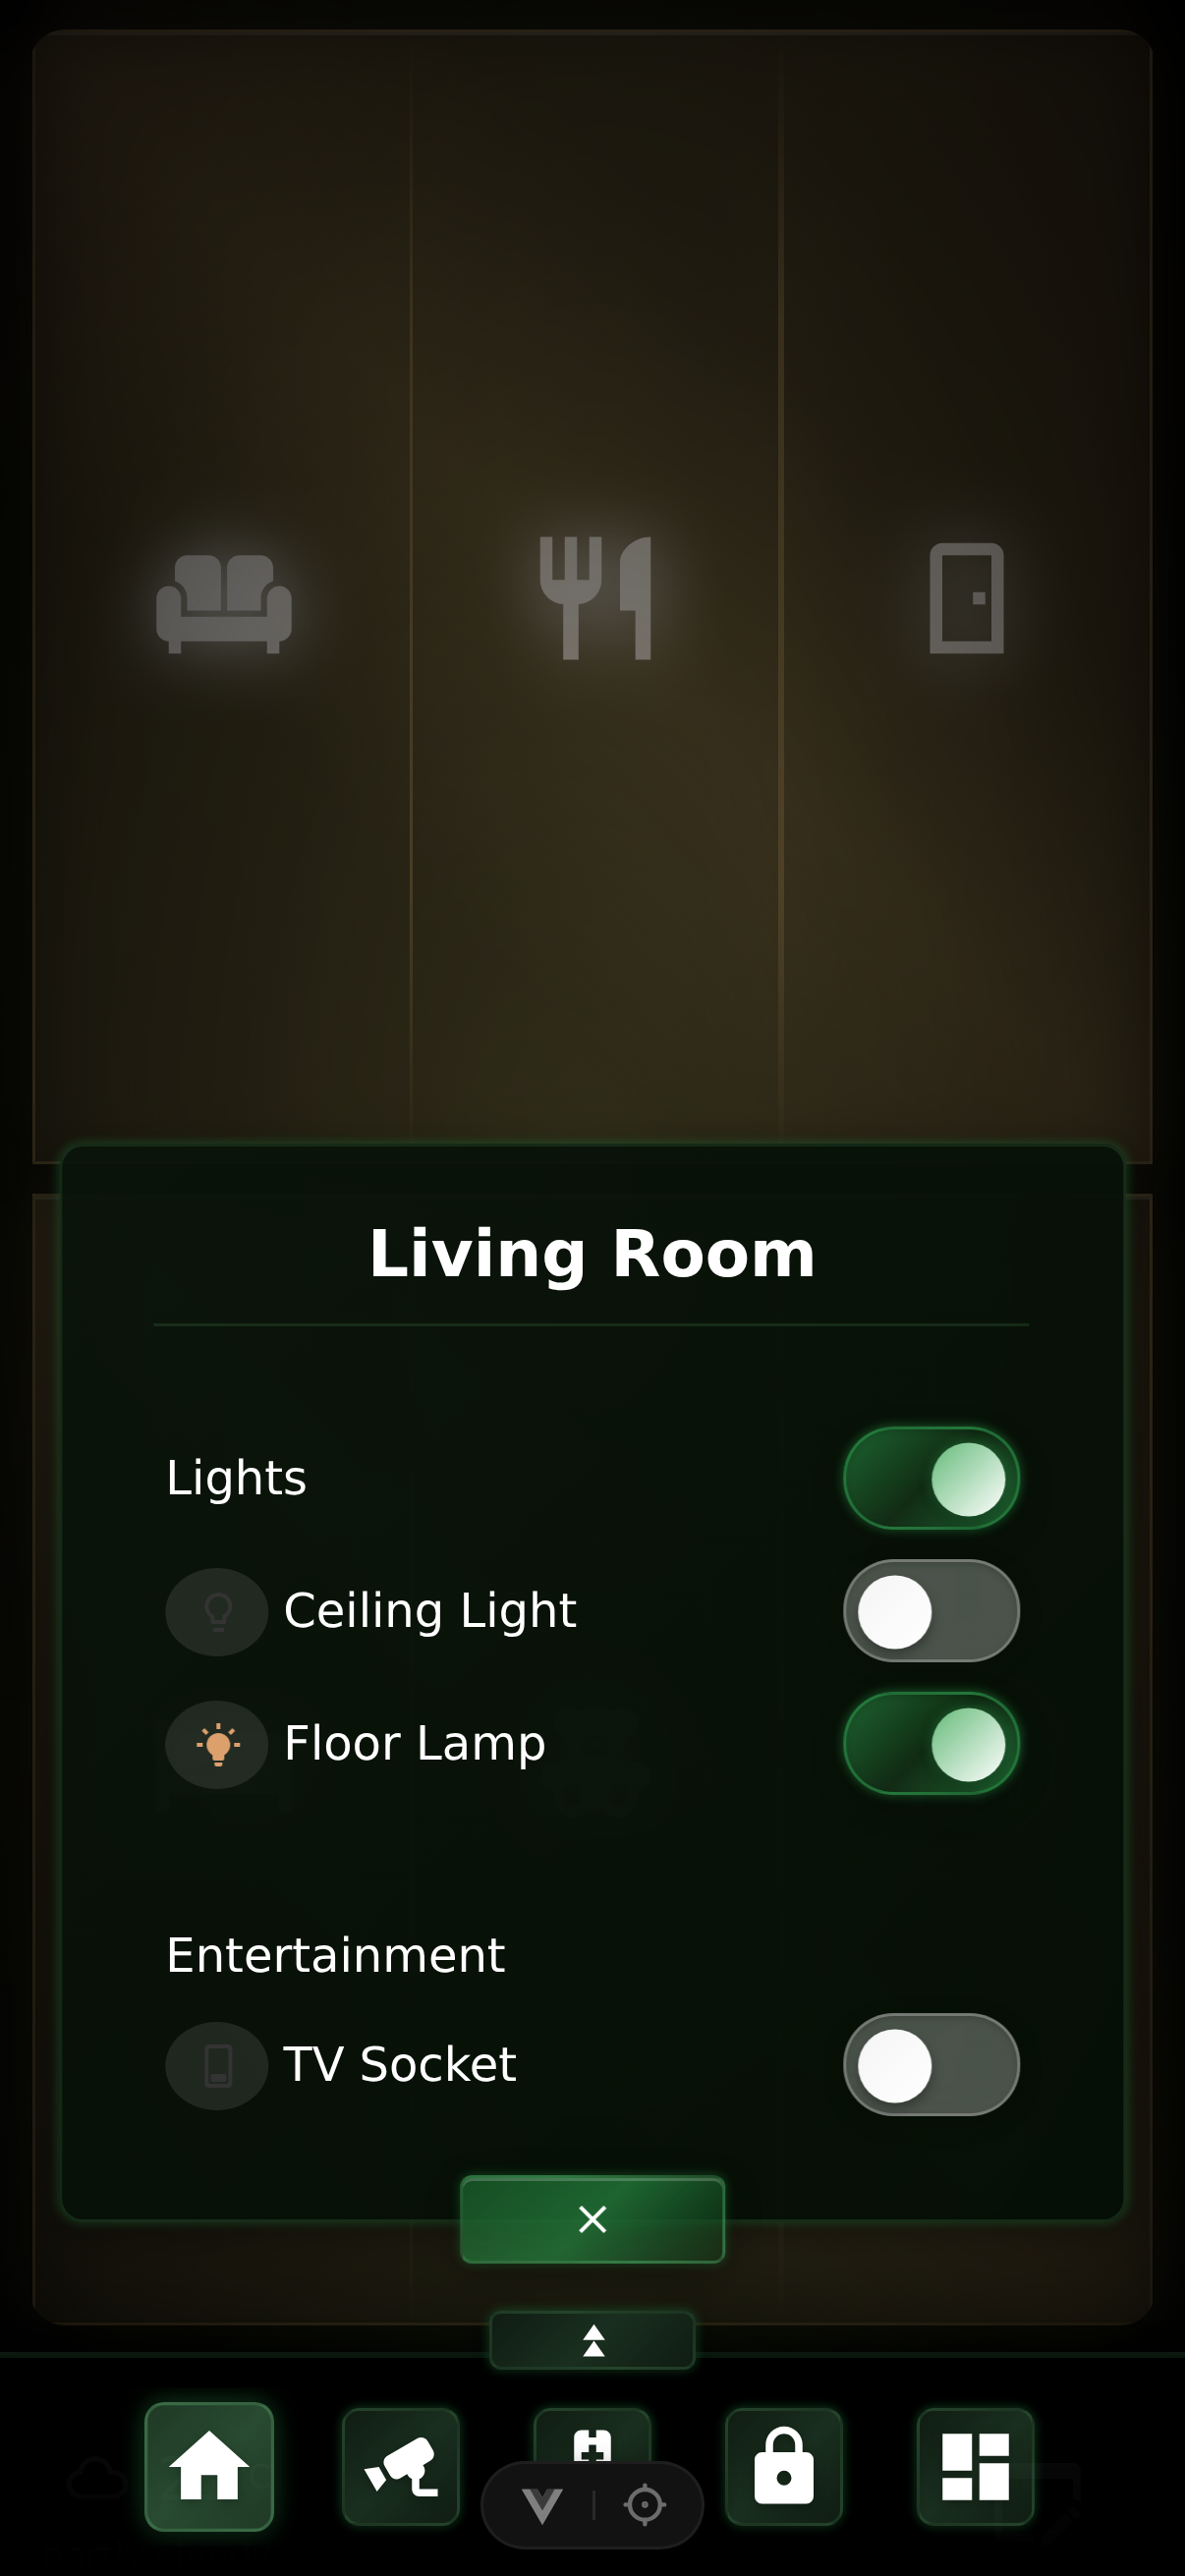 Living Room
Lights
Ceiling Light
Floor Lamp
Entertainment
TV Socket